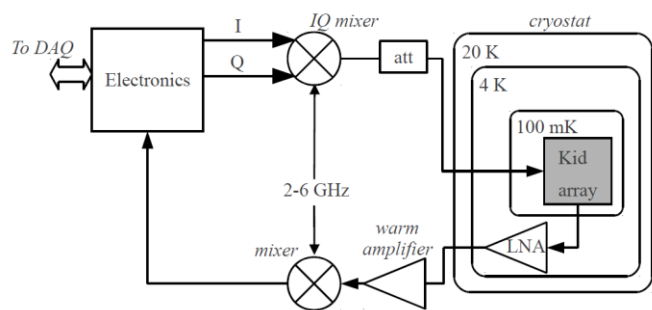 To DAQ
Electronics
I
Q
IQ mixer
att
cryostat
20 K
4 K
100 mK
Kid
array
2-6 GHz
warm
amplifier
LNA
mixer